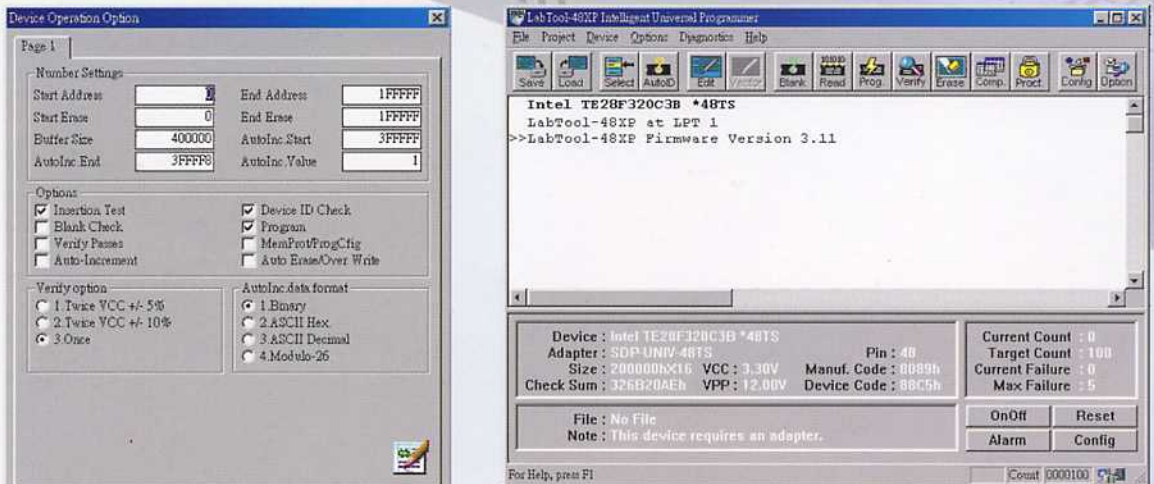 Device Operation Option
Page 1
Number Settings
Start Address 0 End Address 1FFFFF
Start Erase 0 End Erase 1FFFFF
Buffer Size 400000 AutoInc.Start 3FFFFF
AutoInc.End 3FFFF8 AutoInc.Value 1
Options
Insertion Test Device ID Check
Blank Check Program
Verify Passes MemProt/ProgCfig
Auto-Increment Auto Erase/Over Write
Verify option
1.Twice VCC +/- 5%
2.Twice VCC +/- 10%
3.Once
AutoInc.data format
1.Binary
2.ASCII Hex.
3.ASCII Decimal
4.Modulo-26
LabTool-48XP Intelligent Universal Programmer
File Project Device Options Diagnostics Help
Save Load Select AutoID Edit Vector Blank Read Prog. Verify Erase Comp. Proct. Config Option
Intel TE28F320C3B *48TS
LabTool-48XP at LPT 1
>>LabTool-48XP Firmware Version 3.11
Device : Intel TE28F320C3B *48TS
Adapter : SDP-UNIV-48TS Pin : 48
Size : 200000hX16 VCC : 3.30V Manuf. Code : 0089h
Check Sum : 326B20AEh VPP : 12.00V Device Code : 88C5h
Current Count : 0
Target Count : 100
Current Failure : 0
Max Failure : 5
File : No File
Note : This device requires an adapter.
OnOff Reset
Alarm Config
For Help, press F1
Count 0000100